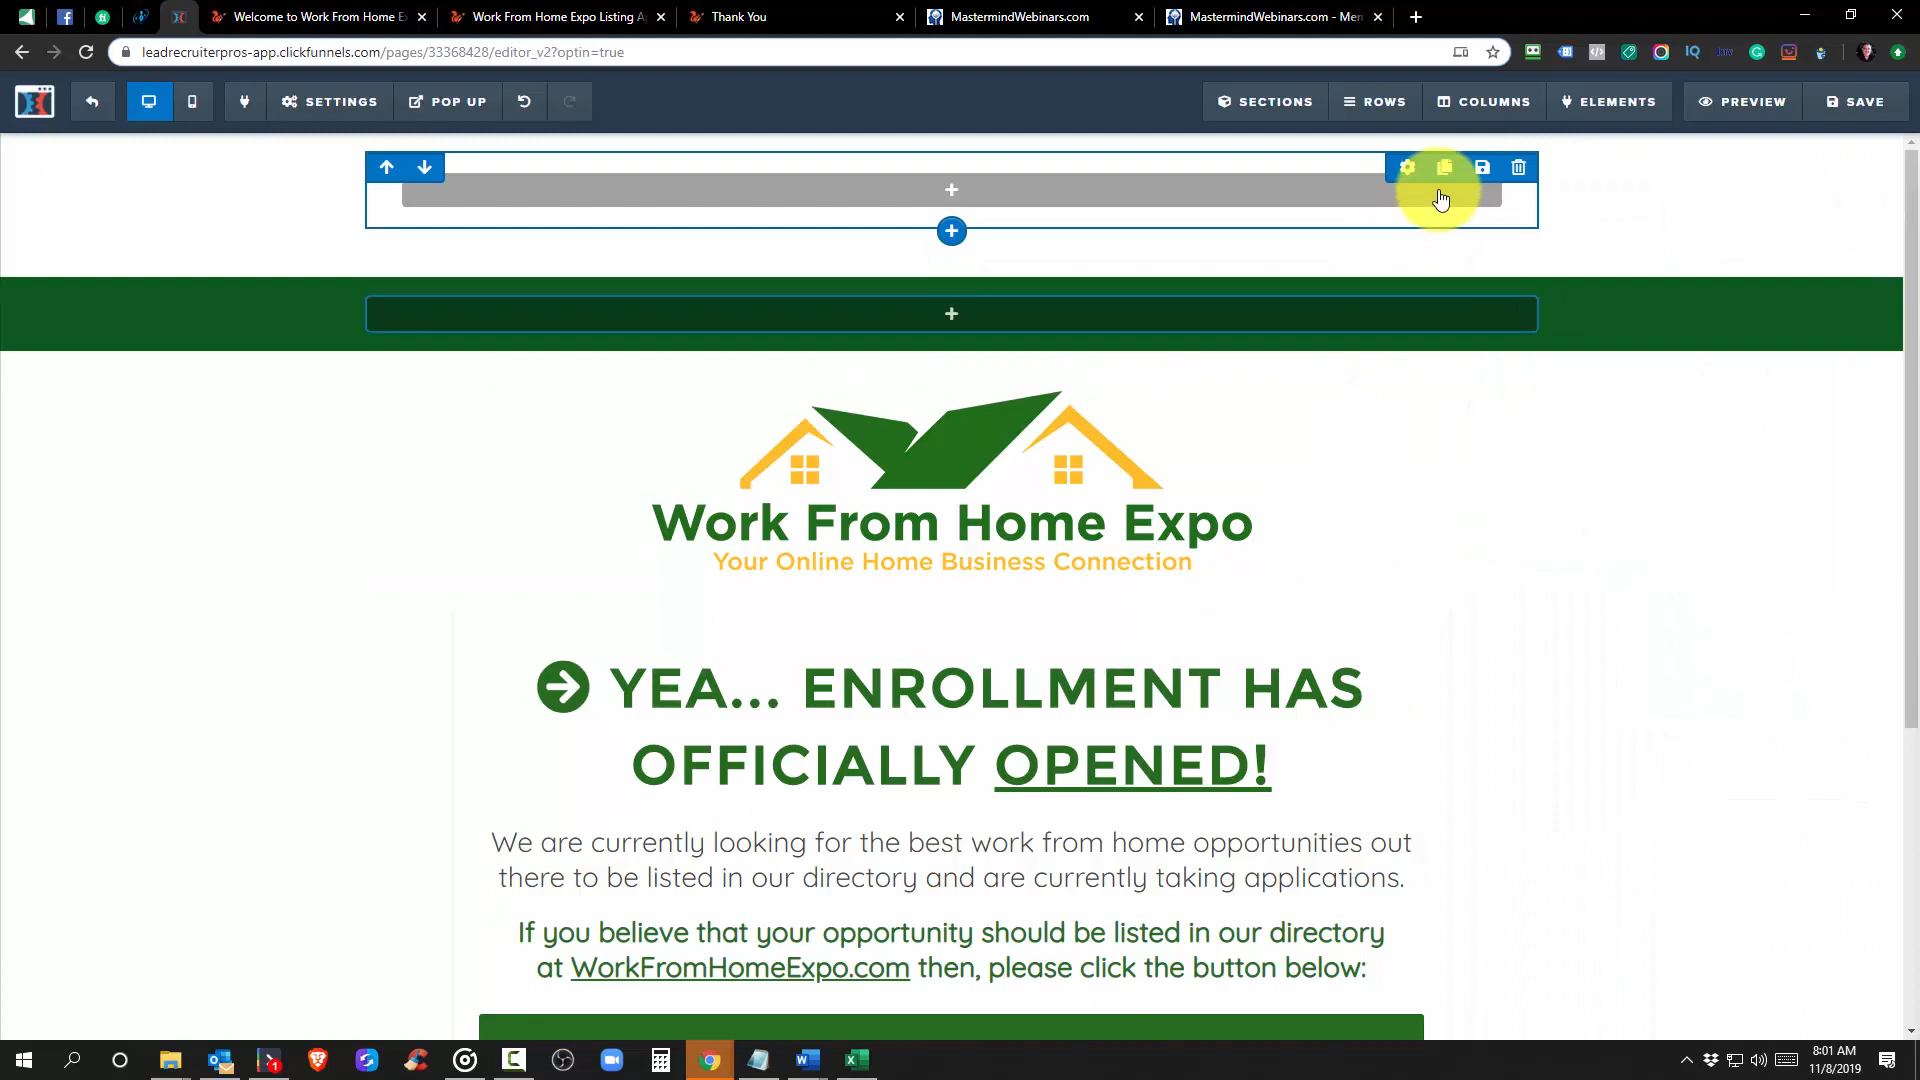 Welcome to Work From Home E
Work From Home Expo Listing A
Thank You
MastermindWebinars.com
MastermindWebinars.com - Mem
leadrecruiterpros-app.clickfunnels.com/pages/33368428/editor_v2?optin=true
SETTINGS
POP UP
SECTIONS
ROWS
COLUMNS
ELEMENTS
PREVIEW
SAVE
Work From Home Expo
Your Online Home Business Connection
YEA... ENROLLMENT HAS
OFFICIALLY OPENED!
We are currently looking for the best work from home opportunities out
there to be listed in our directory and are currently taking applications.
If you believe that your opportunity should be listed in our directory
at WorkFromHomeExpo.com then, please click the button below:
8:01 AM
11/8/2019